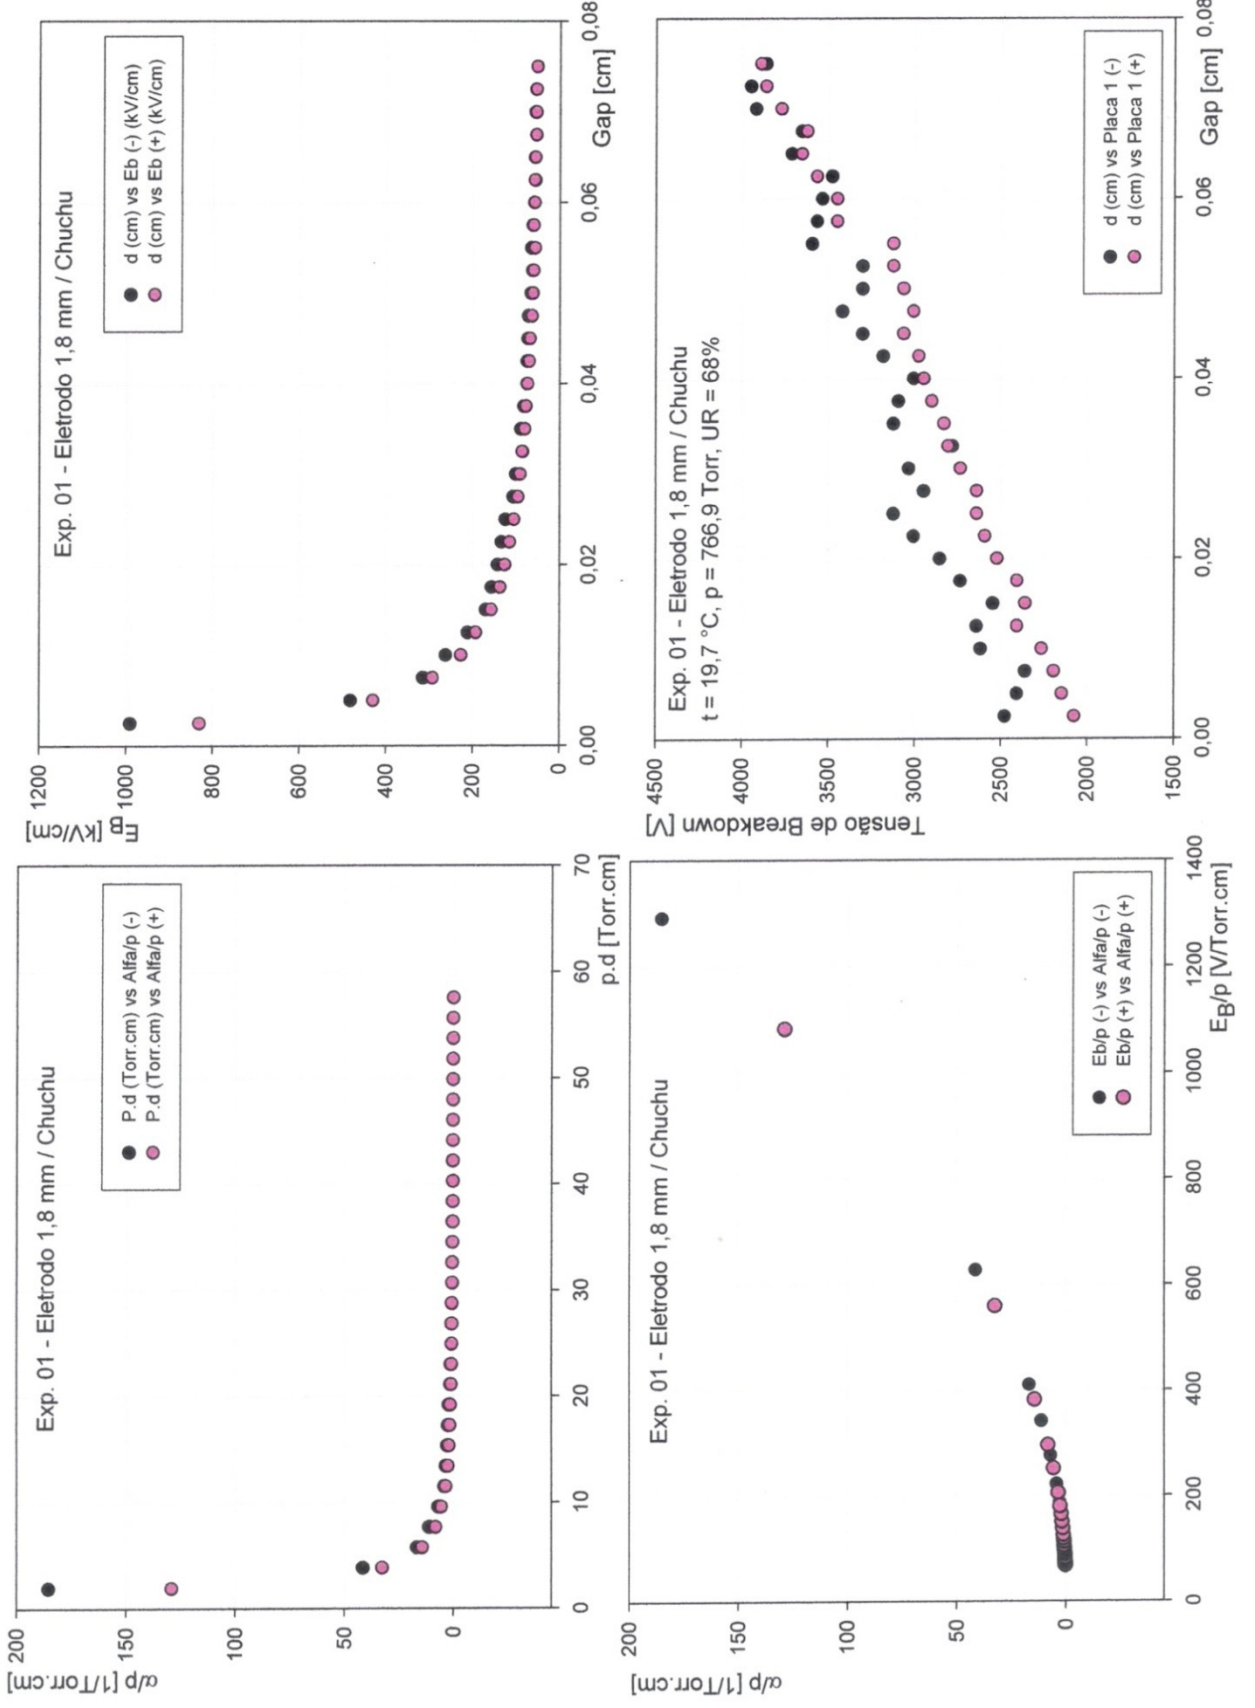 Exp. 01 - Eletrodo 1,8 mm / Chuchu
P.d (Torr.cm) vs Alfa/p (-)
P.d (Torr.cm) vs Alfa/p (+)
α/p [1/Torr.cm]
200
150
100
50
0
0 10 20 30 40 50 60 70
p.d [Torr.cm]
Exp. 01 - Eletrodo 1,8 mm / Chuchu
d (cm) vs Eb (-) (kV/cm)
d (cm) vs Eb (+) (kV/cm)
EB [kV/cm]
1200
1000
800
600
400
200
0
0,00 0,02 0,04 0,06 0,08
Gap [cm]
Exp. 01 - Eletrodo 1,8 mm / Chuchu
Eb/p (-) vs Alfa/p (-)
Eb/p (+) vs Alfa/p (+)
α/p [1/Torr.cm]
200
150
100
50
0
0 200 400 600 800 1000 1200 1400
EB/p [V/Torr.cm]
Exp. 01 - Eletrodo 1,8 mm / Chuchu
t = 19,7 °C, p = 766,9 Torr, UR = 68%
d (cm) vs Placa 1 (-)
d (cm) vs Placa 1 (+)
Tensão de Breakdown [V]
4500
4000
3500
3000
2500
2000
1500
0,00 0,02 0,04 0,06 0,08
Gap [cm]